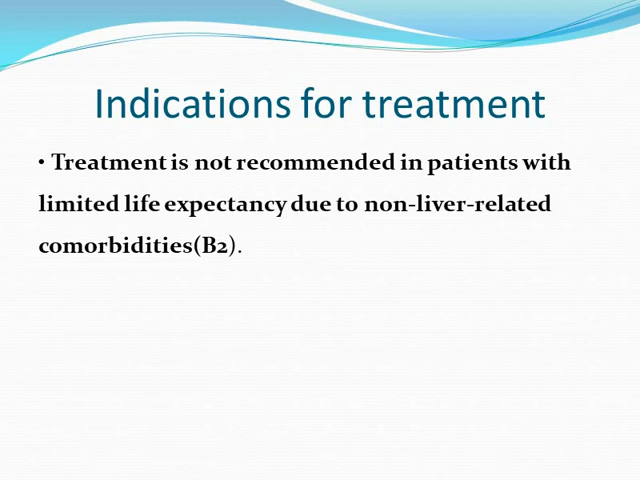 Indications for treatment
• Treatment is not recommended in patients with
limited life expectancy due to non-liver-related
comorbidities(B2).